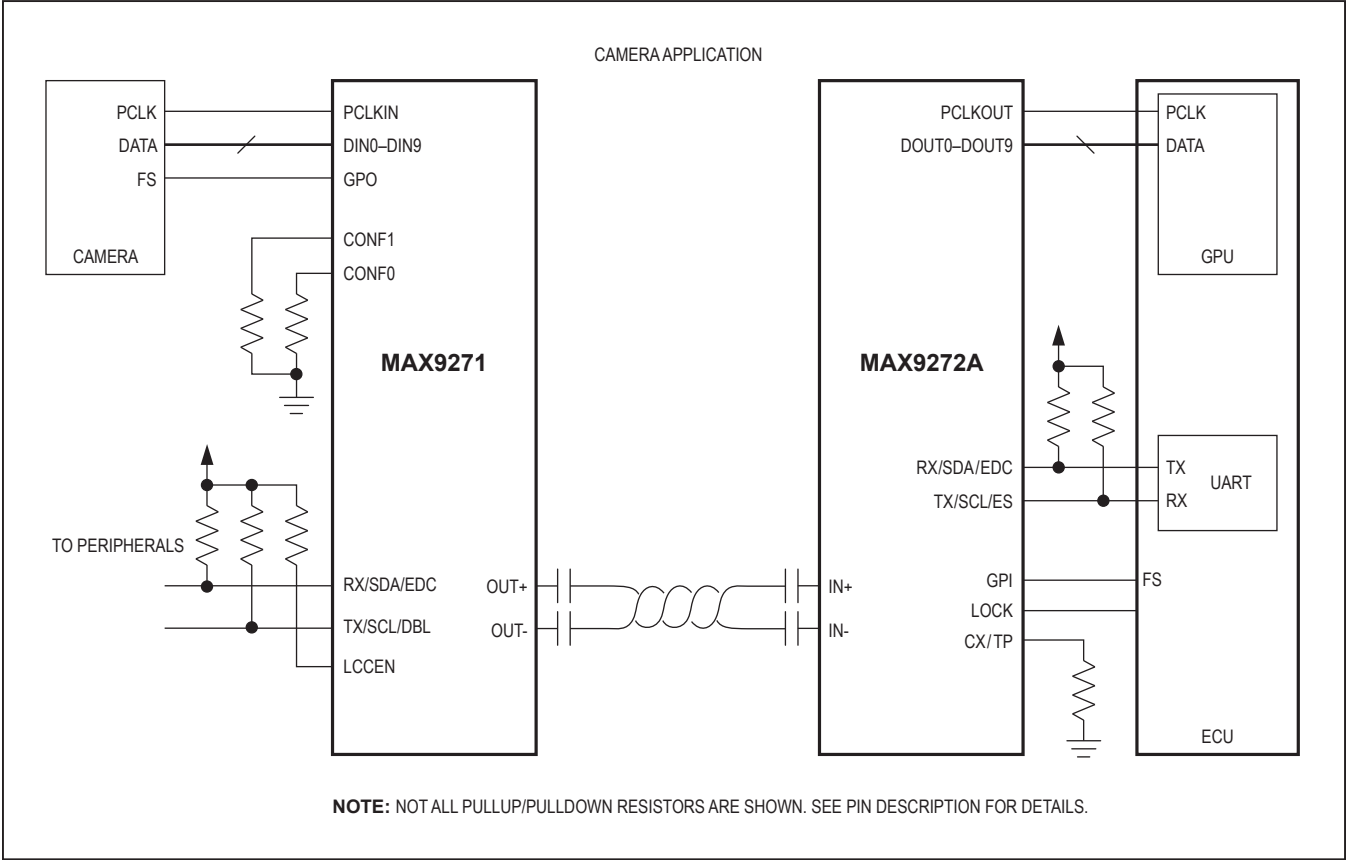 CAMERA APPLICATION
PCLK
DATA
FS
CAMERA
PCLKIN
DIN0–DIN9
GPO
CONF1
CONF0
MAX9271
TO PERIPHERALS
RX/SDA/EDC
TX/SCL/DBL
LCCEN
OUT+
OUT-
IN+
IN-
PCLKOUT
DOUT0–DOUT9
MAX9272A
RX/SDA/EDC
TX/SCL/ES
GPI
LOCK
CX/TP
PCLK
DATA
GPU
TX
RX
UART
FS
ECU
NOTE: NOT ALL PULLUP/PULLDOWN RESISTORS ARE SHOWN. SEE PIN DESCRIPTION FOR DETAILS.